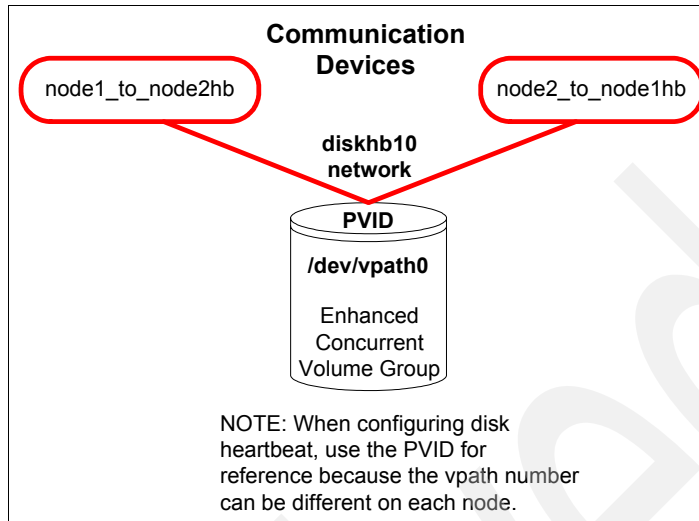 Communication
Devices
node1_to_node2hb
node2_to_node1hb
diskhb10
network
PVID
/dev/vpath0
Enhanced
Concurrent
Volume Group
NOTE: When configuring disk
heartbeat, use the PVID for
reference because the vpath number
can be different on each node.